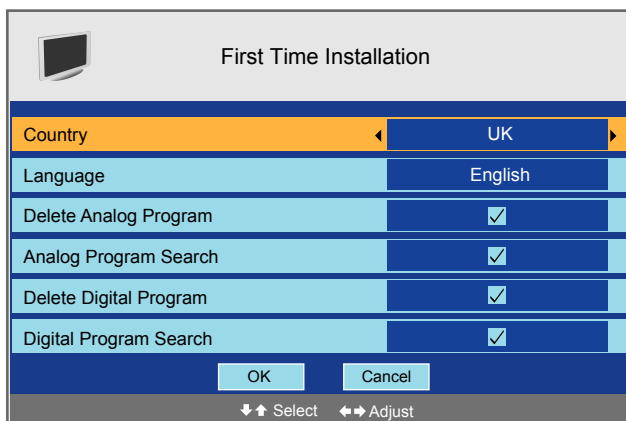 First Time Installation
Country UK
Language English
Delete Analog Program
Analog Program Search
Delete Digital Program
Digital Program Search
OK Cancel
Select Adjust